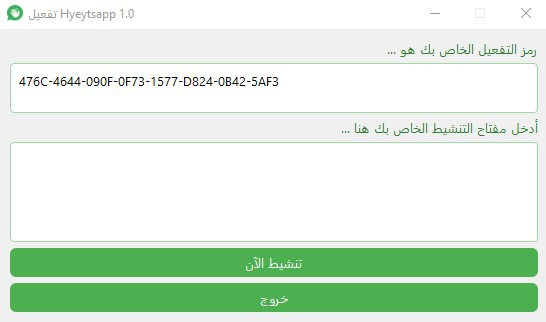 تفعيل Hyeytsapp 1.0
رمز التفعيل الخاص بك هو ...
476C-4644-090F-0F73-1577-D824-0B42-5AF3
أدخل مفتاح التنشيط الخاص بك هنا ...
تنشيط الآن
خروج